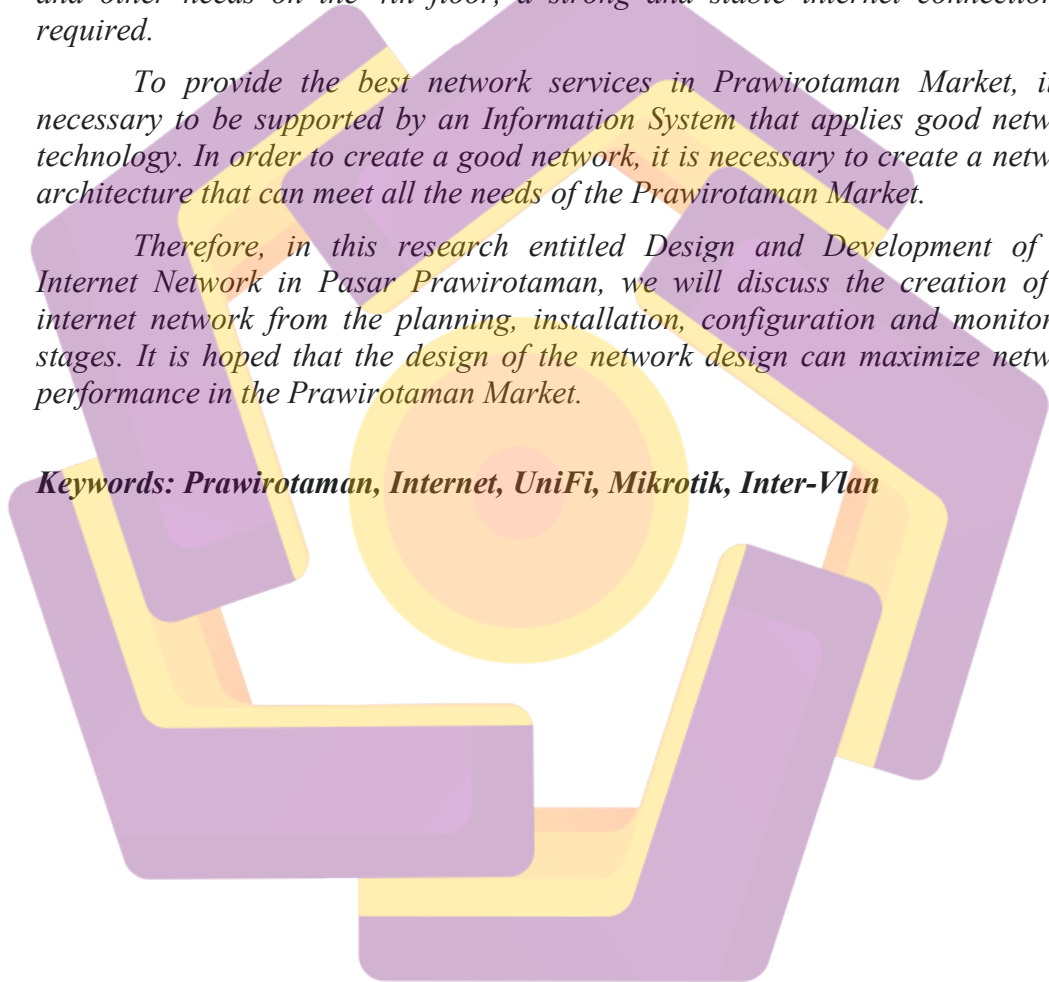 and other needs on the 4th floor, a strong and stable internet connection
required.
To provide the best network services in Prawirotaman Market, i
necessary to be supported by an Information System that applies good netw
technology. In order to create a good network, it is necessary to create a netw
architecture that can meet all the needs of the Prawirotaman Market.
Therefore, in this research entitled Design and Development of
Internet Network in Pasar Prawirotaman, we will discuss the creation of
internet network from the planning, installation, configuration and monitor
stages. It is hoped that the design of the network design can maximize netw
performance in the Prawirotaman Market.
Keywords: Prawirotaman, Internet, UniFi, Mikrotik, Inter-Vlan